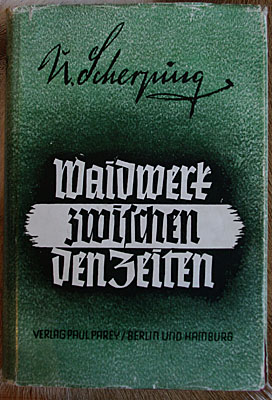 U. Scherping
Waidwerk
zwischen
den Zeiten
VERLAG PAUL PAREY / BERLIN UND HAMBURG